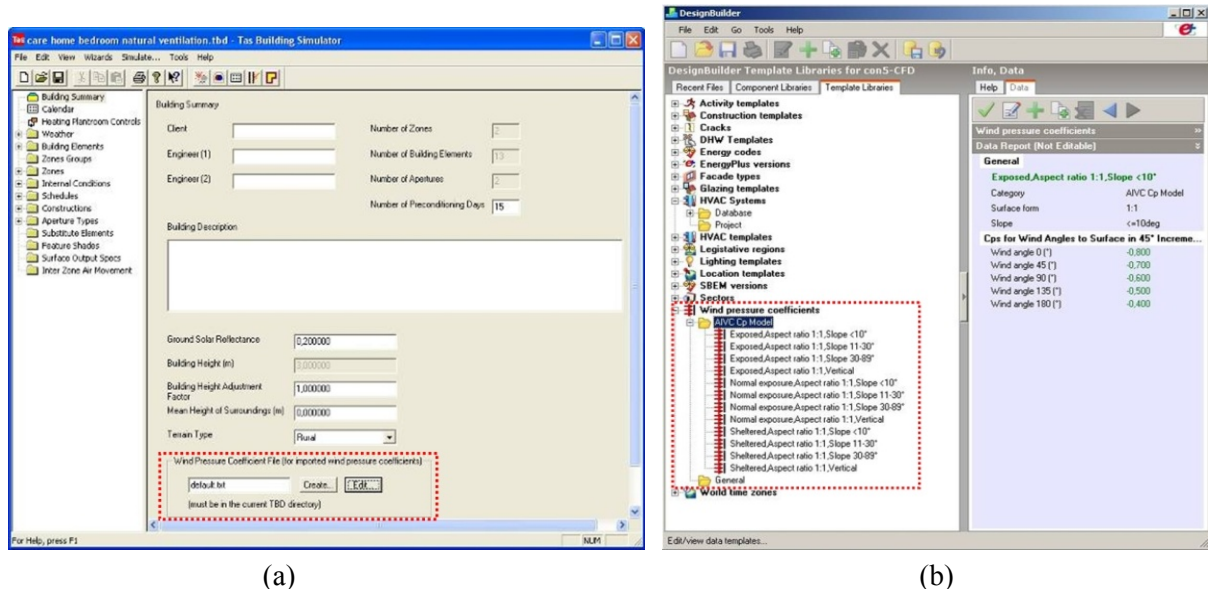 Tas care home bedroom natural ventilation.tbd - Tas Building Simulator
File Edit View Wizards Simulate... Tools Help
Building Summary
Calendar
Heating Plantroom Controls
Weather
Building Elements
Zones Groups
Zones
Internal Conditions
Schedules
Constructions
Aperture Types
Substitute Elements
Feature Shades
Surface Output Specs
Inter Zone Air Movement
Building Summary
Client
Number of Zones 2
Engineer (1)
Number of Building Elements 13
Engineer (2)
Number of Apertures 2
Number of Preconditioning Days 15
Building Description
Ground Solar Reflectance 0,200000
Building Height (m) 3,000000
Building Height Adjustment
Factor 1,000000
Mean Height of Surroundings (m) 0,000000
Terrain Type Rural
Wind Pressure Coefficient File (for imported wind pressure coefficients)
default.txt Create... Edit...
(must be in the current TBD directory)
For Help, press F1 NUM
(a)
DesignBuilder
File Edit Go Tools Help
DesignBuilder Template Libraries for con5-CFD
Recent Files Component Libraries Template Libraries
Activity templates
Construction templates
Cracks
DHW Templates
Energy codes
EnergyPlus versions
Facade types
Glazing templates
HVAC Systems
Database
Project
HVAC templates
Legistative regions
Lighting templates
Location templates
SBEM versions
Sectors
Wind pressure coefficients
AIVC Cp Model
Exposed,Aspect ratio 1:1,Slope <10°
Exposed,Aspect ratio 1:1,Slope 11-30°
Exposed,Aspect ratio 1:1,Slope 30-89°
Exposed,Aspect ratio 1:1,Vertical
Normal exposure,Aspect ratio 1:1,Slope <10°
Normal exposure,Aspect ratio 1:1,Slope 11-30°
Normal exposure,Aspect ratio 1:1,Slope 30-89°
Normal exposure,Aspect ratio 1:1,Vertical
Sheltered,Aspect ratio 1:1,Slope <10°
Sheltered,Aspect ratio 1:1,Slope 11-30°
Sheltered,Aspect ratio 1:1,Slope 30-89°
Sheltered,Aspect ratio 1:1,Vertical
General
World time zones
Info, Data
Help Data
Wind pressure coefficients
Data Report (Not Editable)
General
Exposed,Aspect ratio 1:1,Slope <10°
Category AIVC Cp Model
Surface form 1:1
Slope <=10deg
Cps for Wind Angles to Surface in 45° Increme...
Wind angle 0 (°) -0,800
Wind angle 45 (°) -0,700
Wind angle 90 (°) -0,600
Wind angle 135 (°) -0,500
Wind angle 180 (°) -0,400
Edit/view data templates...
(b)